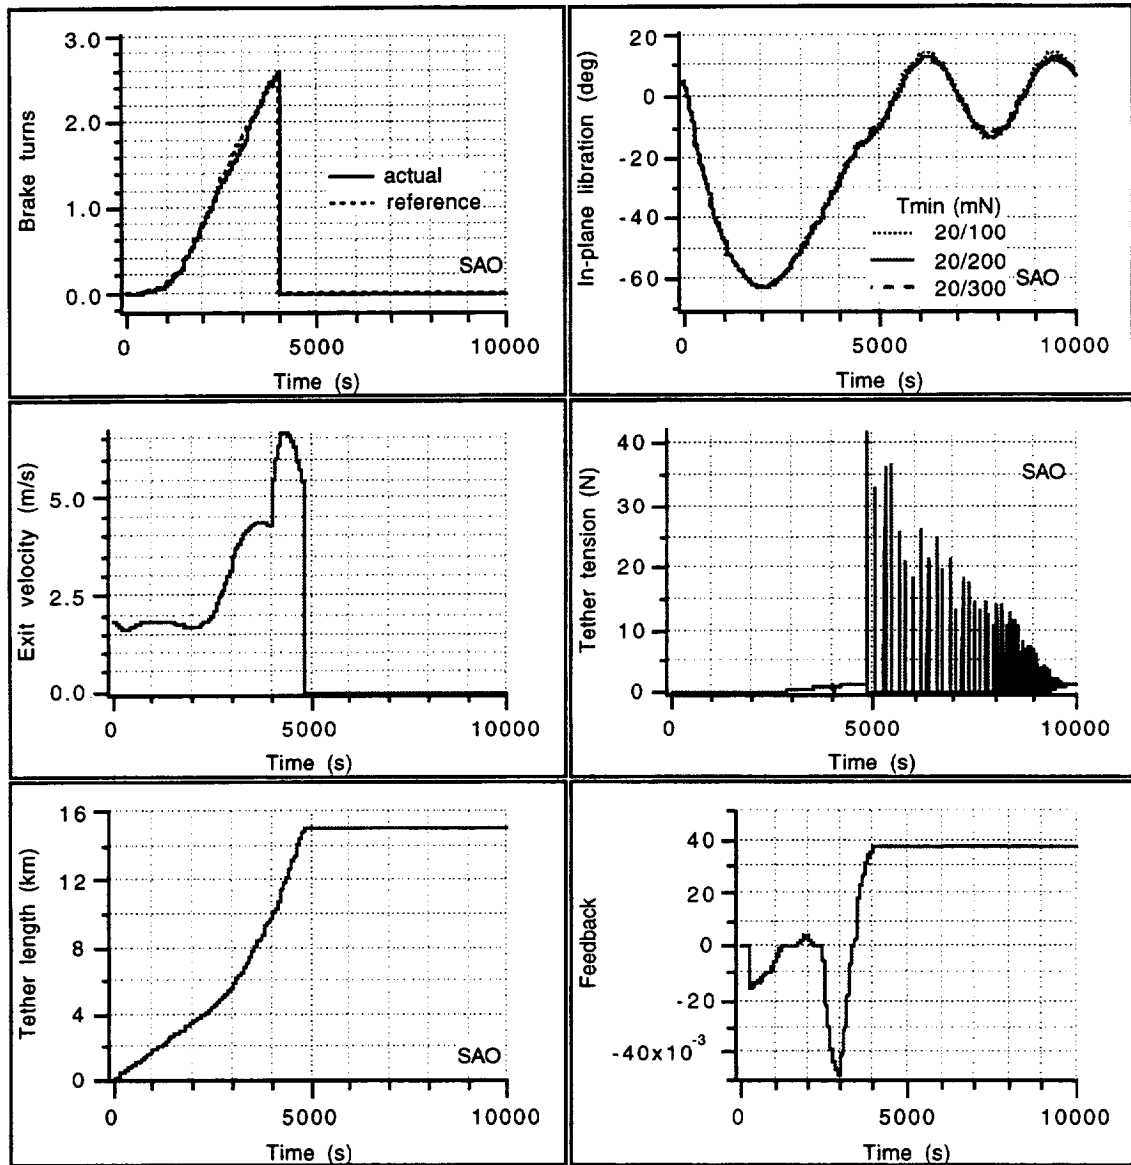 3.0
2.0
1.0
0.0
Brake turns
actual
reference
SAO
0
5000
10000
Time (s)
20
0
-20
-40
-60
In-plane libration (deg)
Tmin (mN)
20/100
20/200
20/300
SAO
0
5000
10000
Time (s)
5.0
2.5
0.0
Exit velocity (m/s)
0
5000
10000
Time (s)
40
30
20
10
0
Tether tension (N)
SAO
0
5000
10000
Time (s)
16
12
8
4
0
Tether length (km)
SAO
0
5000
10000
Time (s)
40
20
0
-20
-40x10⁻³
Feedback
0
5000
10000
Time (s)